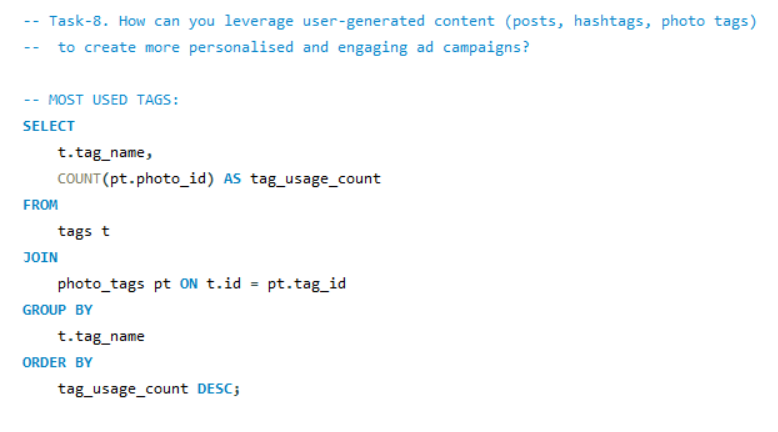 -- Task-8. How can you leverage user-generated content (posts, hashtags, photo tags)
-- to create more personalised and engaging ad campaigns?
-- MOST USED TAGS:
SELECT
t.tag_name,
COUNT(pt.photo_id) AS tag_usage_count
FROM
tags t
JOIN
photo_tags pt ON t.id = pt.tag_id
GROUP BY
t.tag_name
ORDER BY
tag_usage_count DESC;